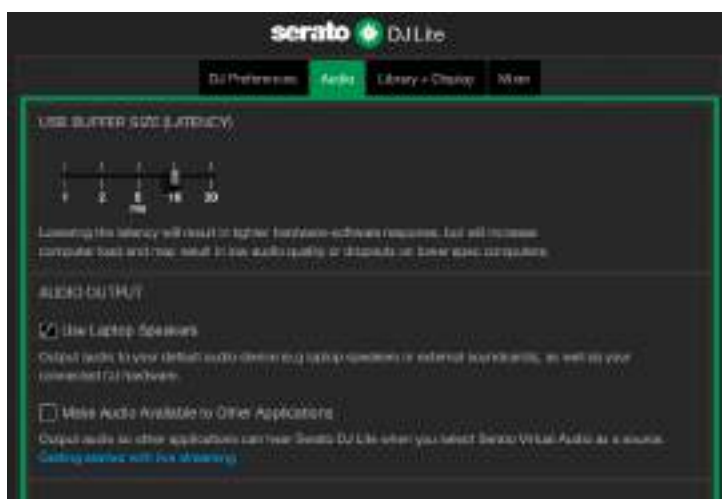 serato DJ Lite
DJ Preferences Audio Library + Display Mixer
USB BUFFER SIZE (LATENCY)
1 2 5 10 20
ms
Lowering the latency will result in tighter hardware-software response, but will increase
computer load and may result in low audio quality or dropouts on lower spec computers.
AUDIO OUTPUT
Use Laptop Speakers
Output audio to your default audio device e.g laptop speakers or external soundcards, as well as your
connected DJ hardware.
Make Audio Available to Other Applications
Output audio so other applications can hear Serato DJ Lite when you select Serato Virtual Audio as a source.
Getting started with live streaming